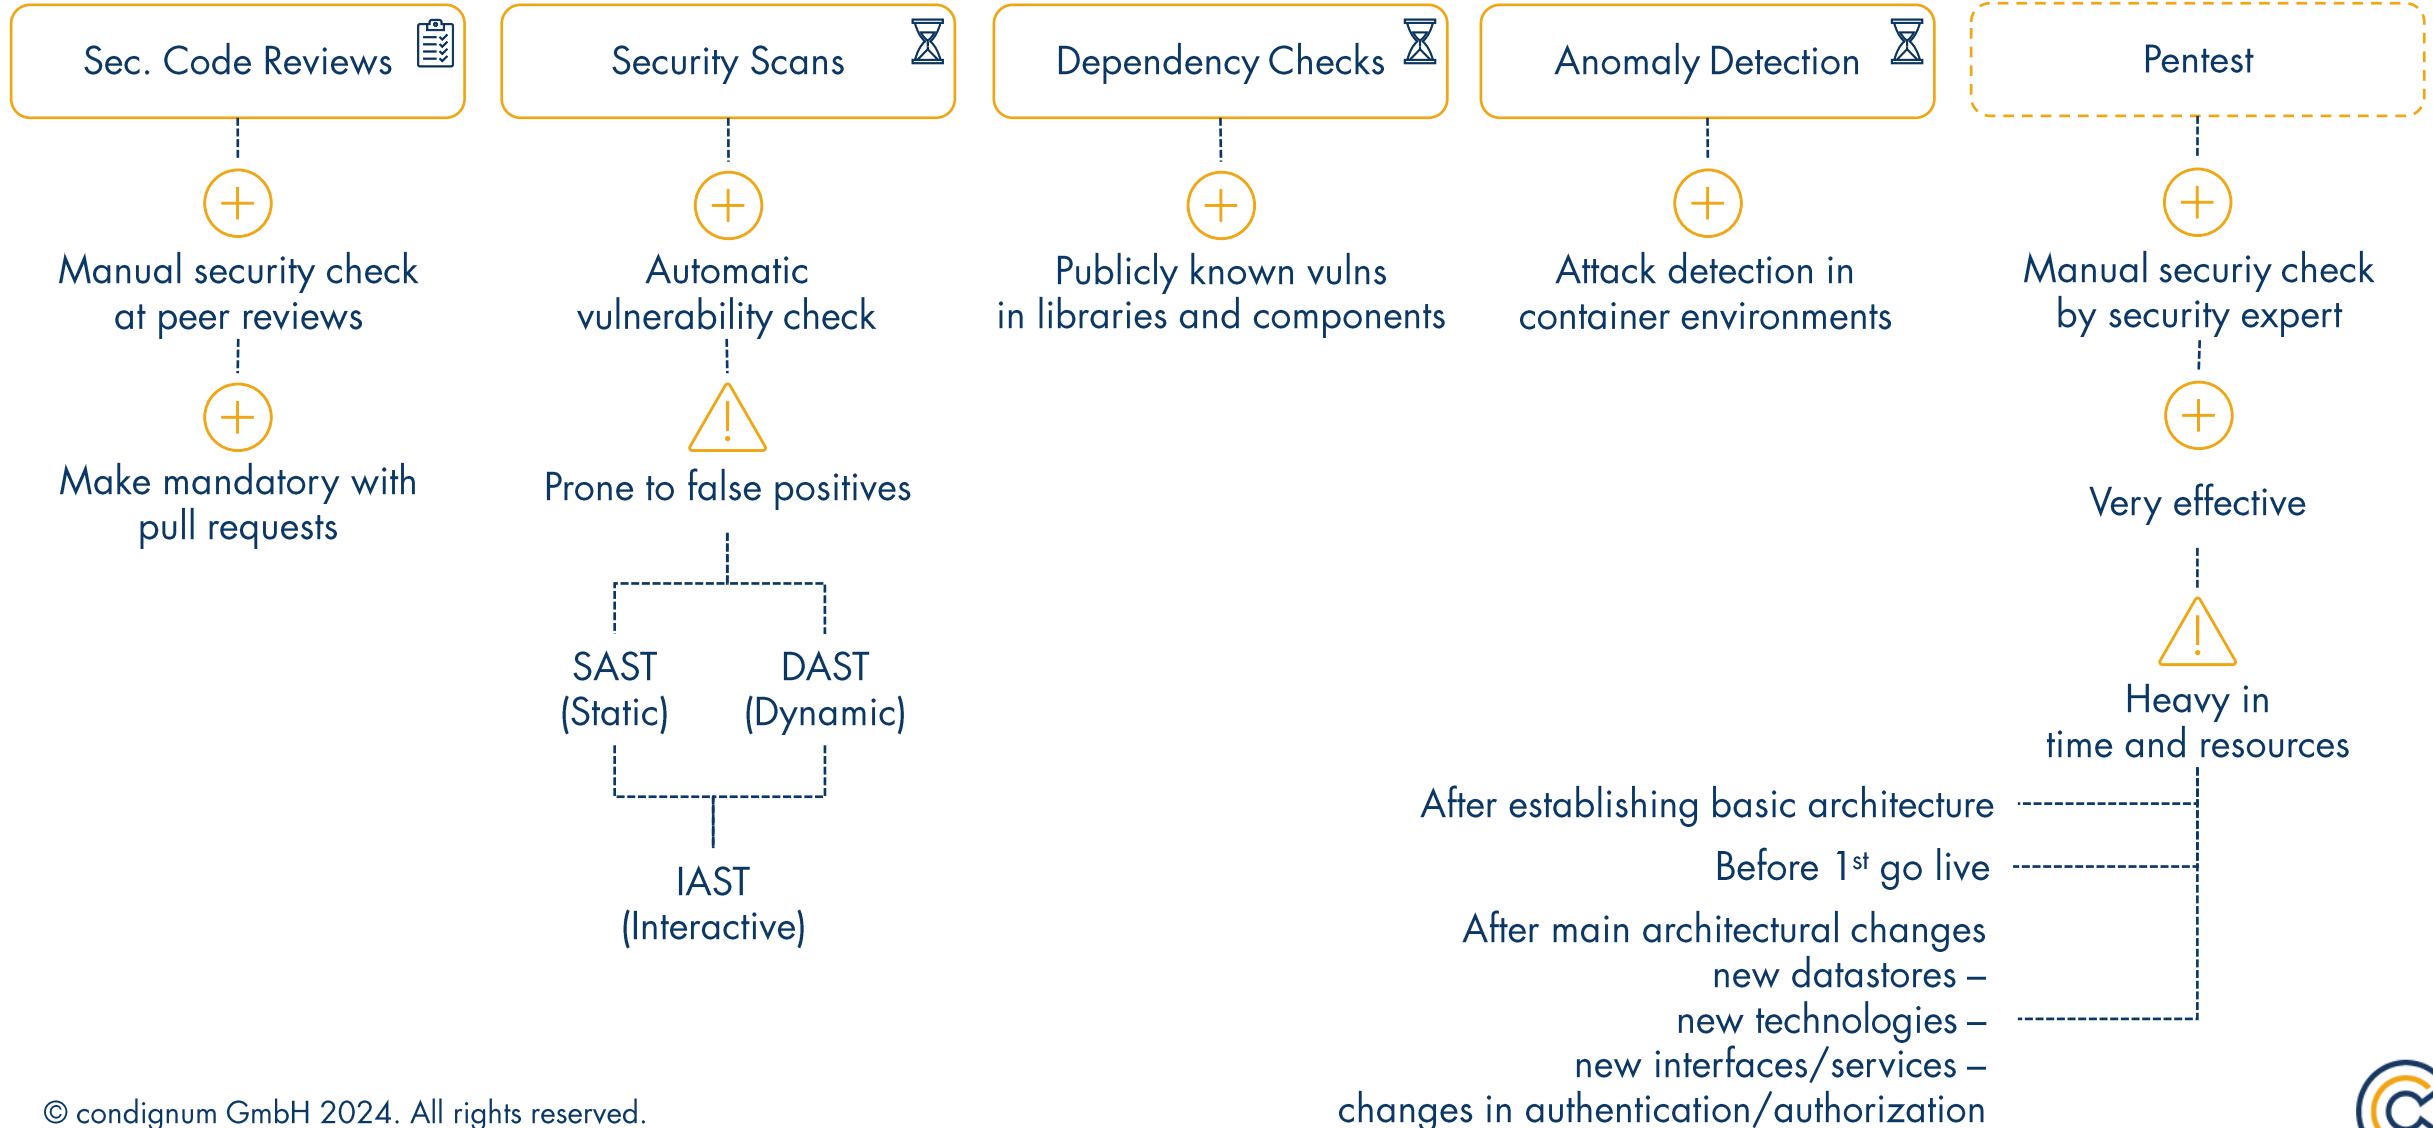 Sec. Code Reviews
Manual security check
at peer reviews
Make mandatory with
pull requests
Security Scans
Automatic
vulnerability check
Prone to false positives
SAST
(Static)
DAST
(Dynamic)
IAST
(Interactive)
Dependency Checks
Publicly known vulns
in libraries and components
Anomaly Detection
Attack detection in
container environments
Pentest
Manual securiy check
by security expert
Very effective
Heavy in
time and resources
After establishing basic architecture
Before 1st go live
After main architectural changes
new datastores –
new technologies –
new interfaces/services –
changes in authentication/authorization
© condignum GmbH 2024. All rights reserved.